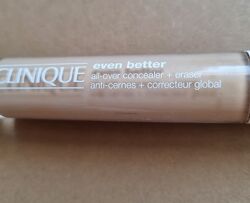 CLINIQUE
even better
all-over concealer + eraser
anti-cernes + correcteur global